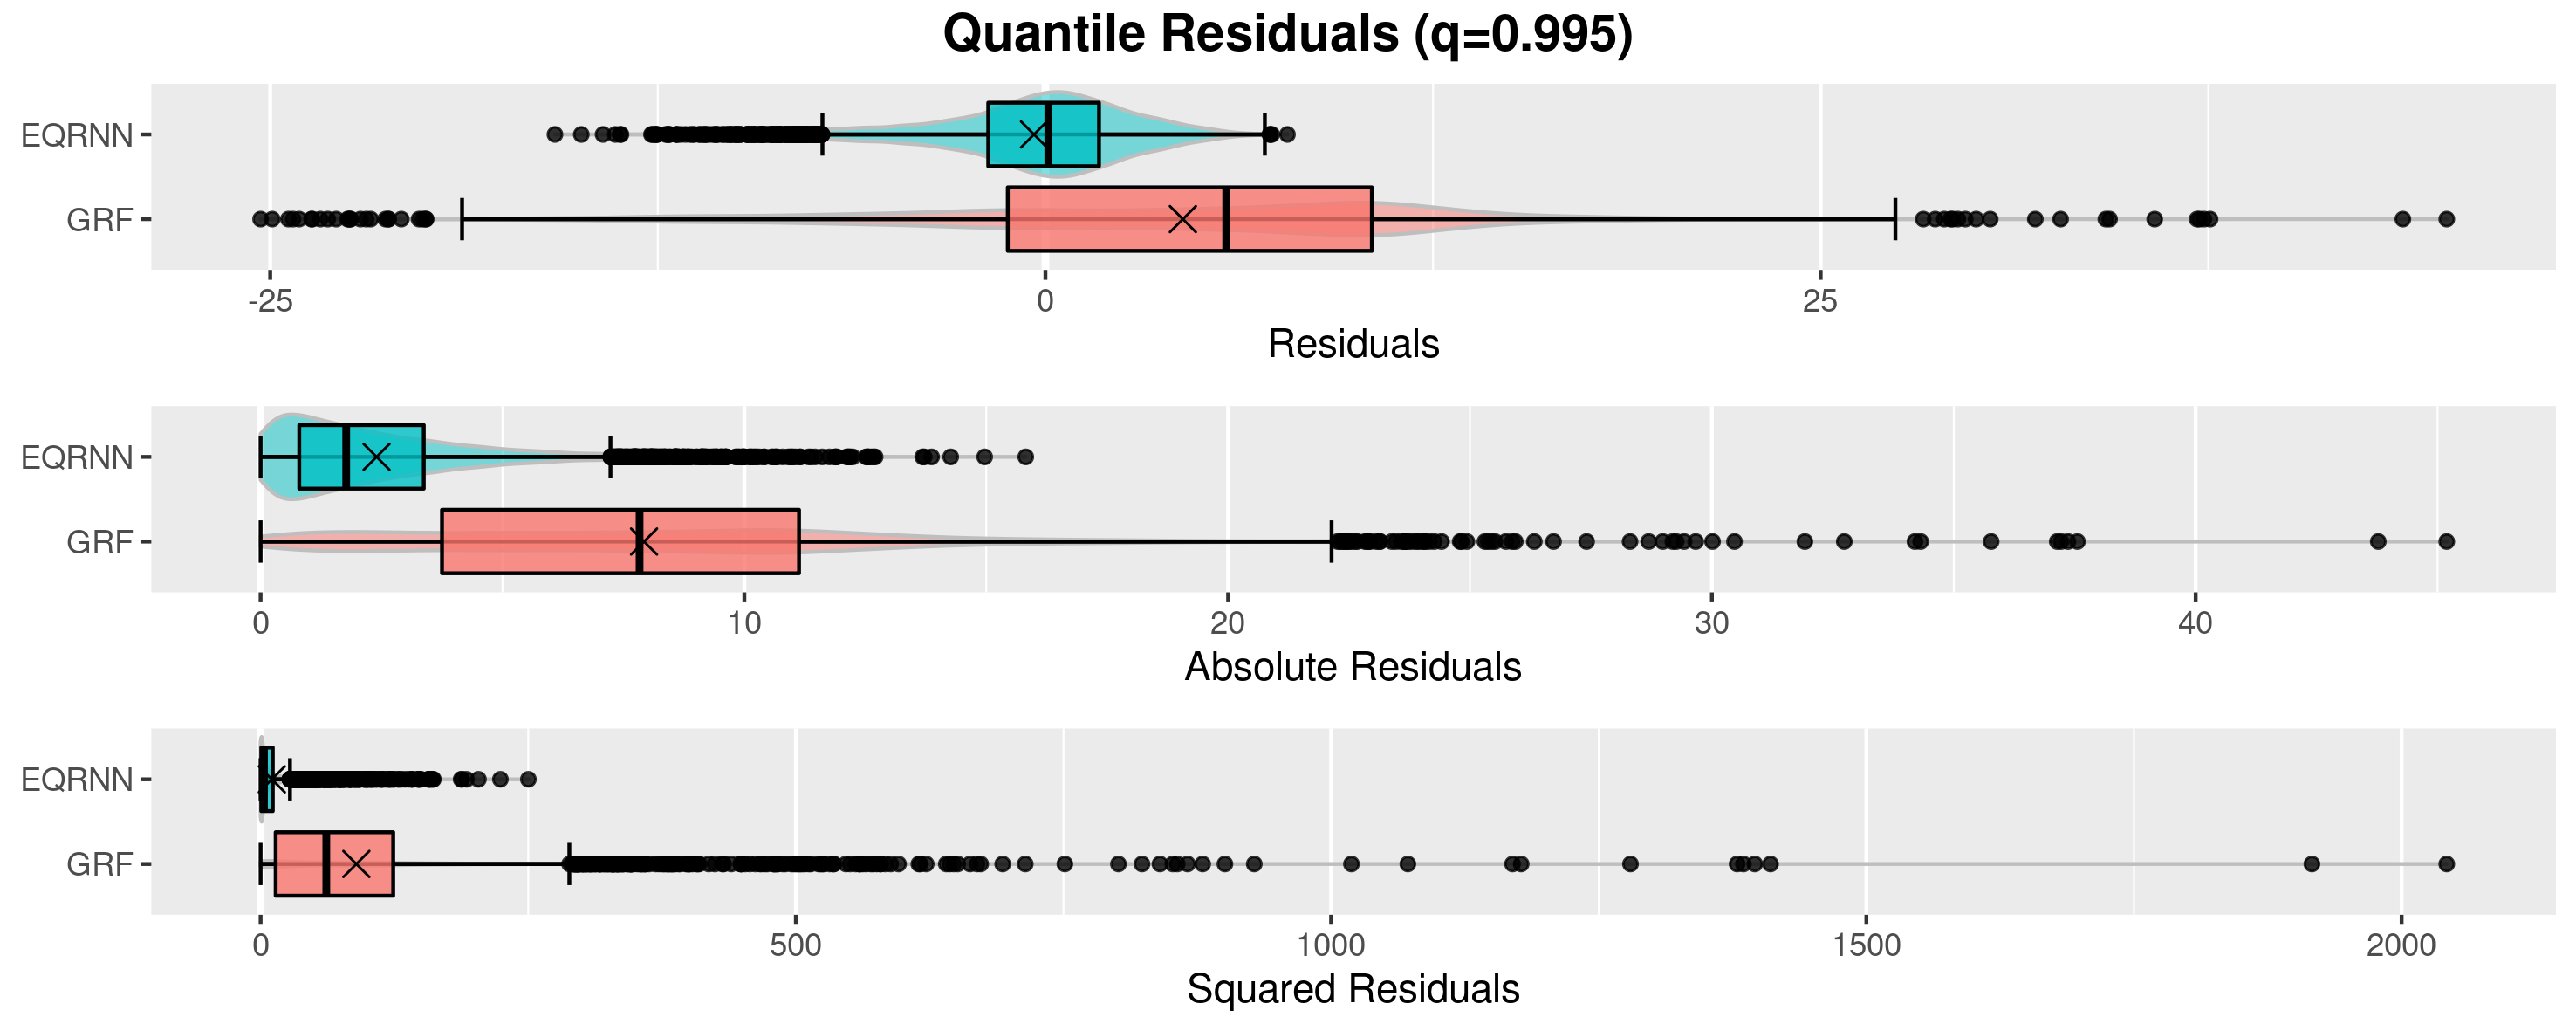 Quantile Residuals (q=0.995)
EQRNN
GRF
-25 0 25
Residuals
EQRNN
GRF
0 10 20 30 40
Absolute Residuals
EQRNN
GRF
0 500 1000 1500 2000
Squared Residuals